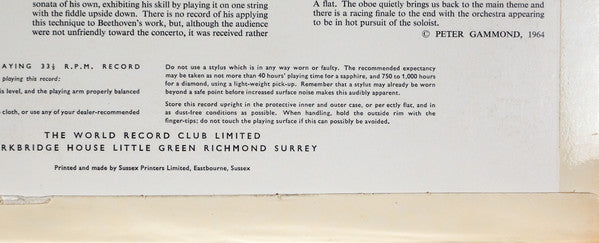 sonata of his own, exhibiting his skill by playing it on one string
with the fiddle upside down. There is no record of his applying
this technique to Beethoven's work, but, although the audience
were not unfriendly toward the concerto, it was received rather
A flat. The oboe quietly brings us back to the main theme and
there is a racing finale to the end with the orchestra appearing
to be in hot pursuit of the soloist.
© PETER GAMMOND, 1964
AYING 33⅓ R.P.M. RECORD
playing this record:
is level, and the playing arm properly balanced
cloth, or use any of your dealer-recommended
Do not use a stylus which is in any way worn or faulty. The recommended expectancy
may be taken as not more than 40 hours' playing time for a sapphire, and 750 to 1,000 hours
for a diamond, using a light-weight pick-up. Remember that a stylus may already be worn
beyond a safe point before increased surface noise makes this audibly apparent.
Store this record upright in the protective inner and outer case, or per ectly flat, and in
as dust-free conditions as possible. When handling, hold the outside rim with the
finger-tips; do not touch the playing surface if this can possibly be avoided.
THE WORLD RECORD CLUB LIMITED
RKBRIDGE HOUSE LITTLE GREEN RICHMOND SURREY
Printed and made by Sussex Printers Limited, Eastbourne, Sussex